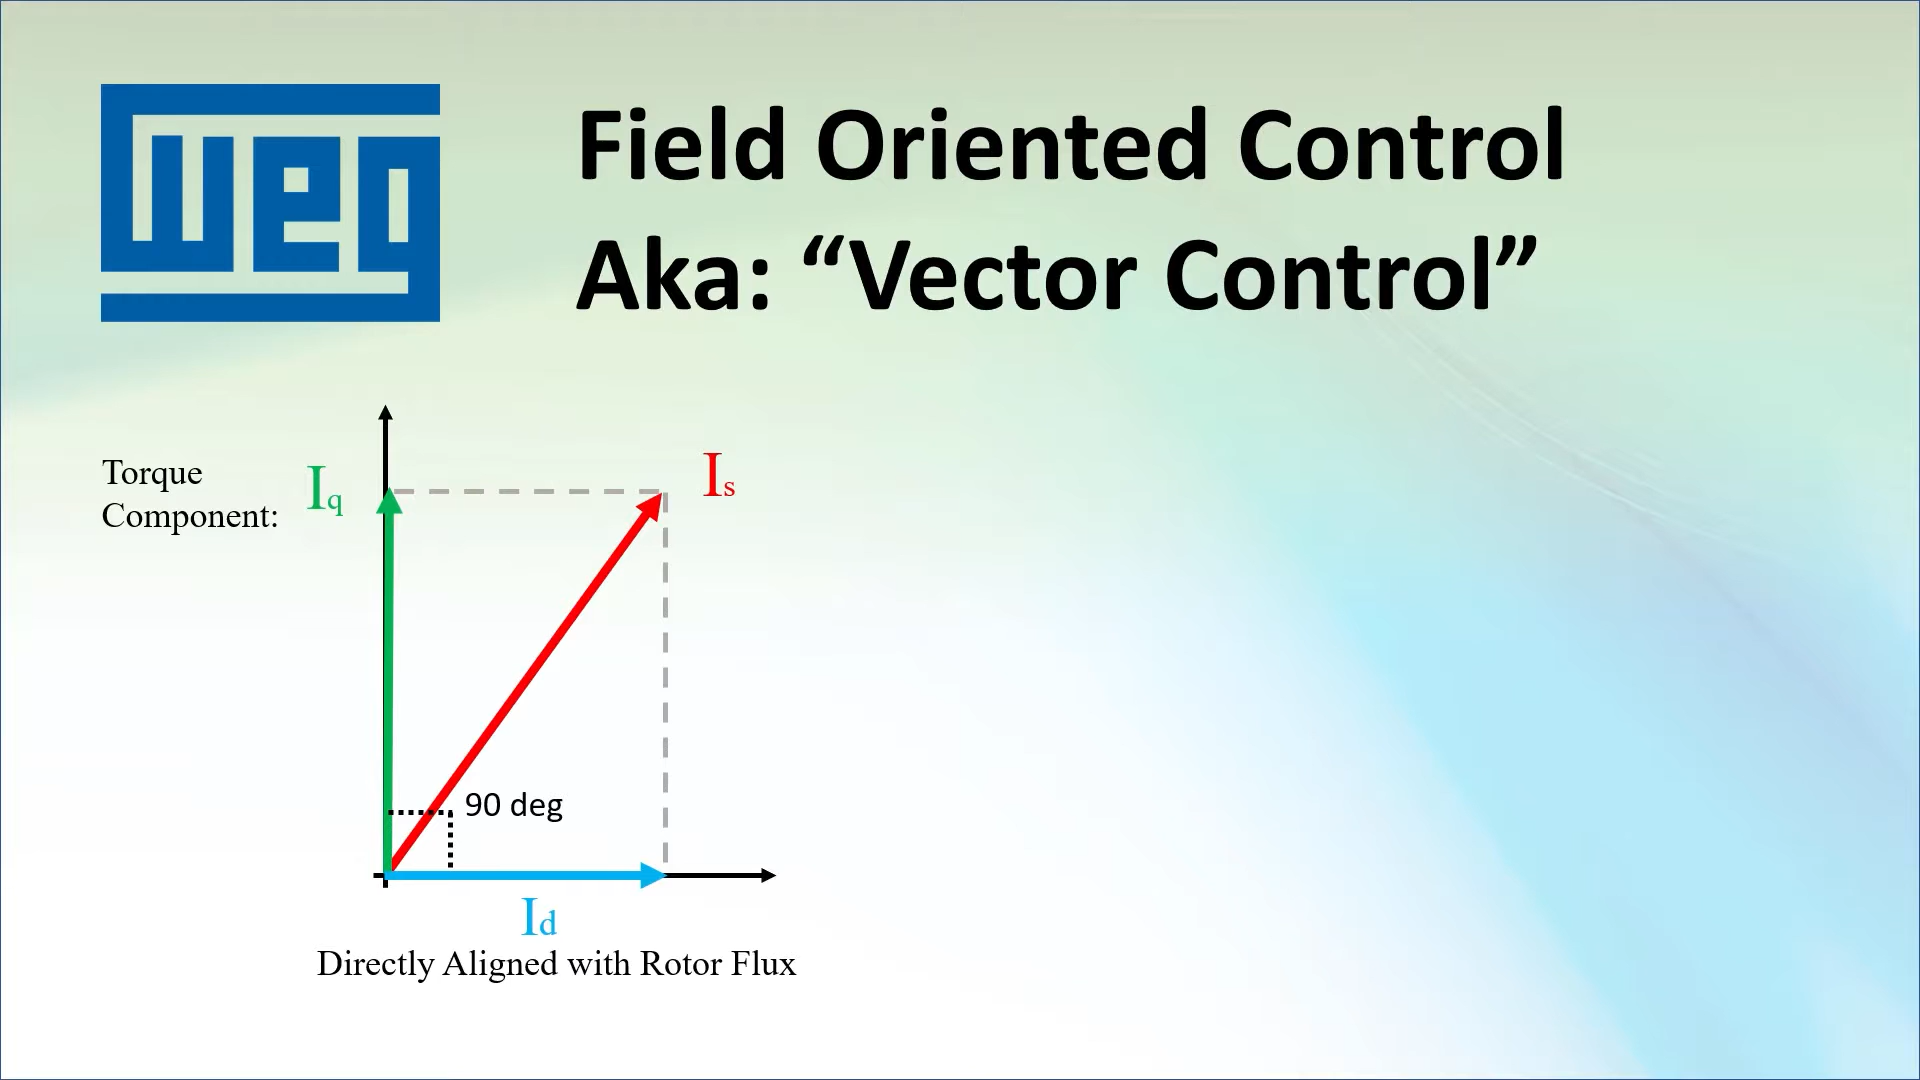 weg
Field Oriented Control
Aka: “Vector Control”
Torque
Component:
Iq
Is
90 deg
Id
Directly Aligned with Rotor Flux